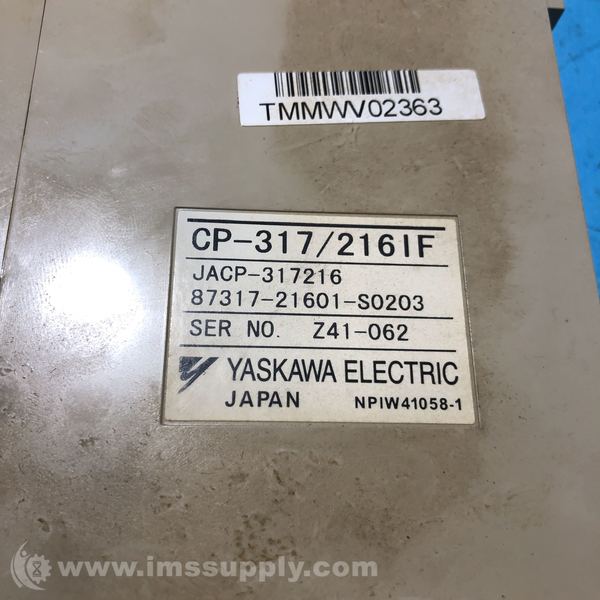 TMMWV02363
CP-317/216IF
JACP-317216
87317-21601-S0203
SER NO. Z41-062
YASKAWA ELECTRIC
JAPAN NPIW41058-1
www.imssupply.com